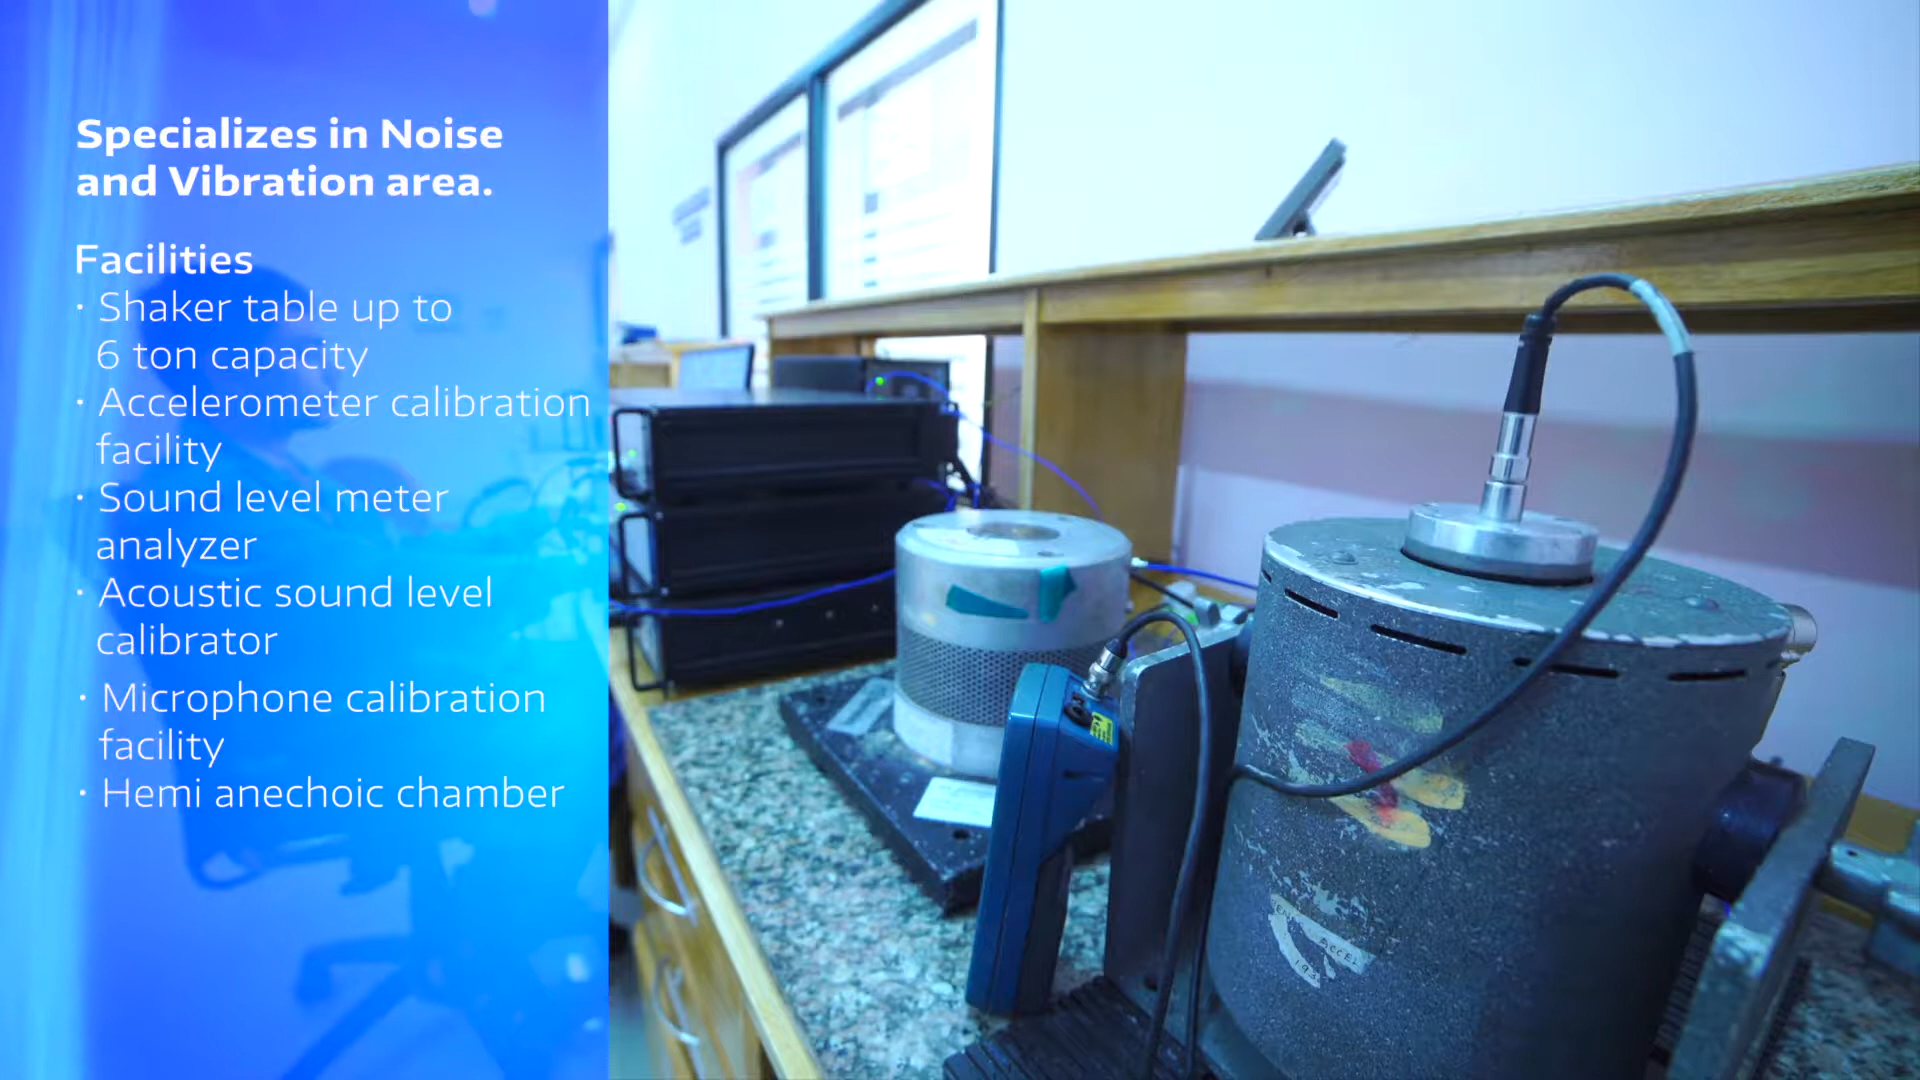 Specializes in Noise
and Vibration area.
Facilities
· Shaker table up to
6 ton capacity
· Accelerometer calibration
facility
· Sound level meter
analyzer
· Acoustic sound level
calibrator
· Microphone calibration
facility
· Hemi anechoic chamber
ACCEL